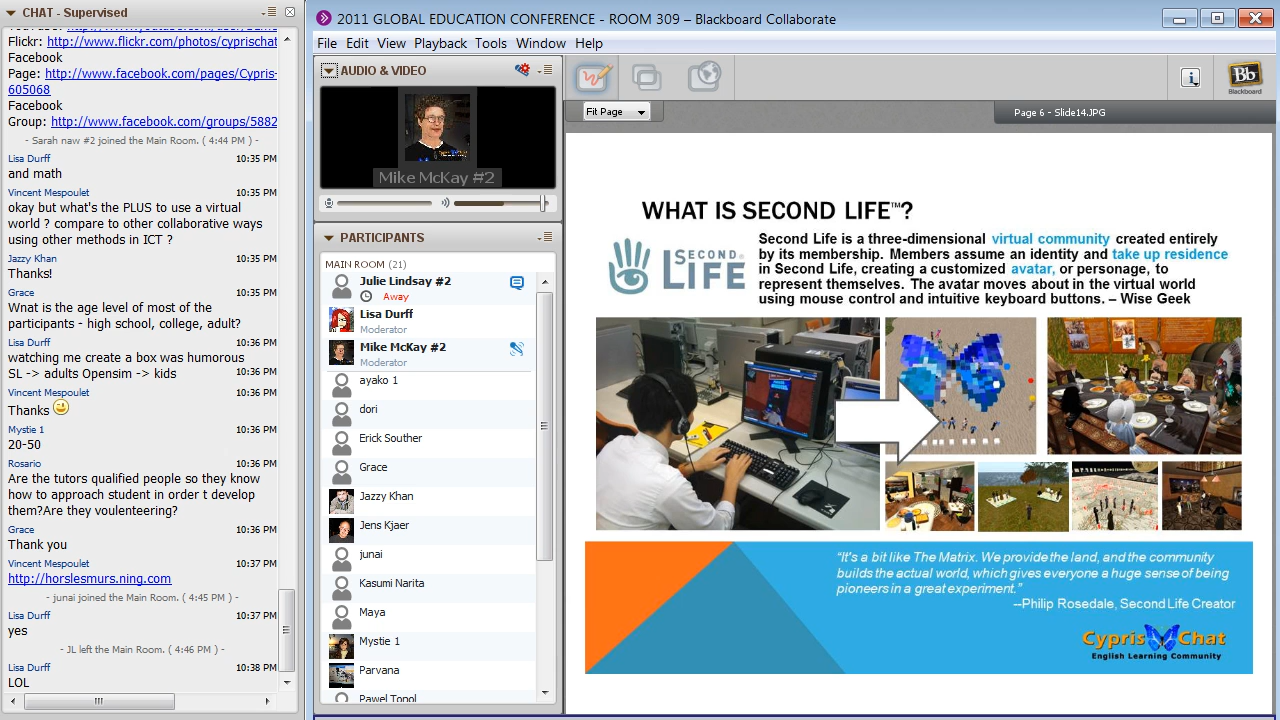 CHAT - Supervised
Flickr: http://www.flickr.com/photos/cyprischat
Facebook
Page: http://www.facebook.com/pages/Cypris-
605068
Facebook
Group: http://www.facebook.com/groups/5882
- Sarah naw #2 joined the Main Room. ( 4:44 PM ) -
Lisa Durff 10:35 PM
and math
Vincent Mespoulet 10:35 PM
okay but what's the PLUS to use a virtual
world ? compare to other collaborative ways
using other methods in ICT ?
Jazzy Khan 10:35 PM
Thanks!
Grace 10:35 PM
What is the age level of most of the
participants - high school, college, adult?
Lisa Durff 10:36 PM
watching me create a box was humorous
SL -> adults Opensim -> kids 10:36 PM
Vincent Mespoulet 10:36 PM
Thanks
Mystie 1 10:36 PM
20-50
Rosario 10:36 PM
Are the tutors qualified people so they know
how to approach student in order t develop
them?Are they voulenteering?
Grace 10:36 PM
Thank you
Vincent Mespoulet 10:37 PM
http://horslesmurs.ning.com
- junai joined the Main Room. ( 4:45 PM ) -
Lisa Durff 10:37 PM
yes
- JL left the Main Room. ( 4:46 PM ) -
Lisa Durff 10:38 PM
LOL
2011 GLOBAL EDUCATION CONFERENCE - ROOM 309 – Blackboard Collaborate
File Edit View Playback Tools Window Help
AUDIO & VIDEO
Mike McKay #2
PARTICIPANTS
MAIN ROOM (21)
Julie Lindsay #2
Away
Lisa Durff
Moderator
Mike McKay #2
Moderator
ayako 1
dori
Erick Souther
Grace
Jazzy Khan
Jens Kjaer
junai
Kasumi Narita
Maya
Mystie 1
Parvana
Pawel Tonol
Bb
Blackboard
Fit Page
Page 6 - Slide14.JPG
WHAT IS SECOND LIFE™?
SECOND
LIFE
Second Life is a three-dimensional virtual community created entirely
by its membership. Members assume an identity and take up residence
in Second Life, creating a customized avatar, or personage, to
represent themselves. The avatar moves about in the virtual world
using mouse control and intuitive keyboard buttons. – Wise Geek
“It's a bit like The Matrix. We provide the land, and the community
builds the actual world, which gives everyone a huge sense of being
pioneers in a great experiment.”
--Philip Rosedale, Second Life Creator
Cypris Chat
English Learning Community